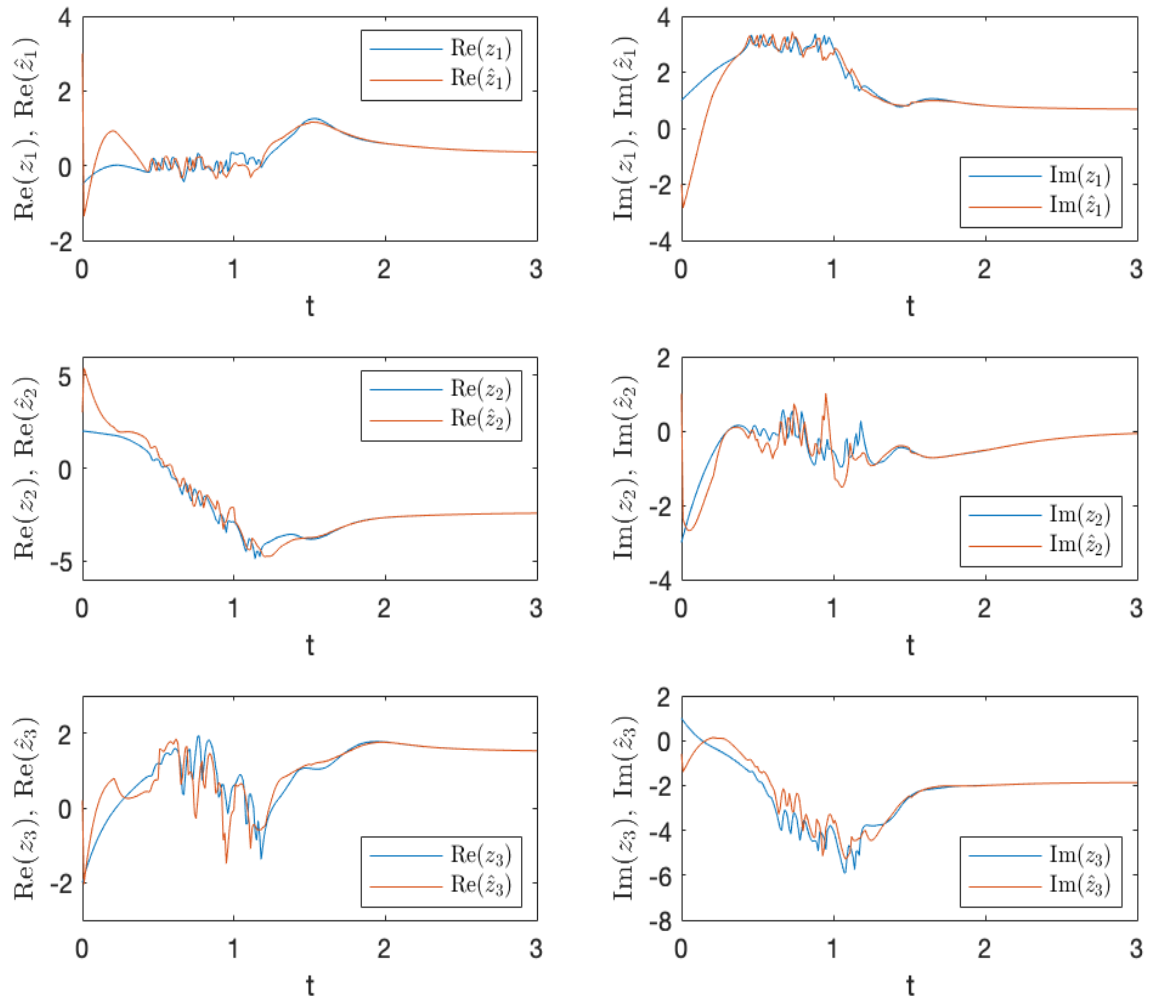 4
2
0
-2
Re(z₁), Re(ẑ₁)
Re(z₁)
Re(ẑ₁)
0
1
2
3
t
4
2
0
-2
-4
Im(z₁), Im(ẑ₁)
Im(z₁)
Im(ẑ₁)
0
1
2
3
t
5
0
-5
Re(z₂), Re(ẑ₂)
Re(z₂)
Re(ẑ₂)
0
1
2
3
t
2
0
-2
-4
Im(z₂), Im(ẑ₂)
Im(z₂)
Im(ẑ₂)
0
1
2
3
t
2
0
-2
Re(z₃), Re(ẑ₃)
Re(z₃)
Re(ẑ₃)
0
1
2
3
t
2
0
-2
-4
-6
-8
Im(z₃), Im(ẑ₃)
Im(z₃)
Im(ẑ₃)
0
1
2
3
t